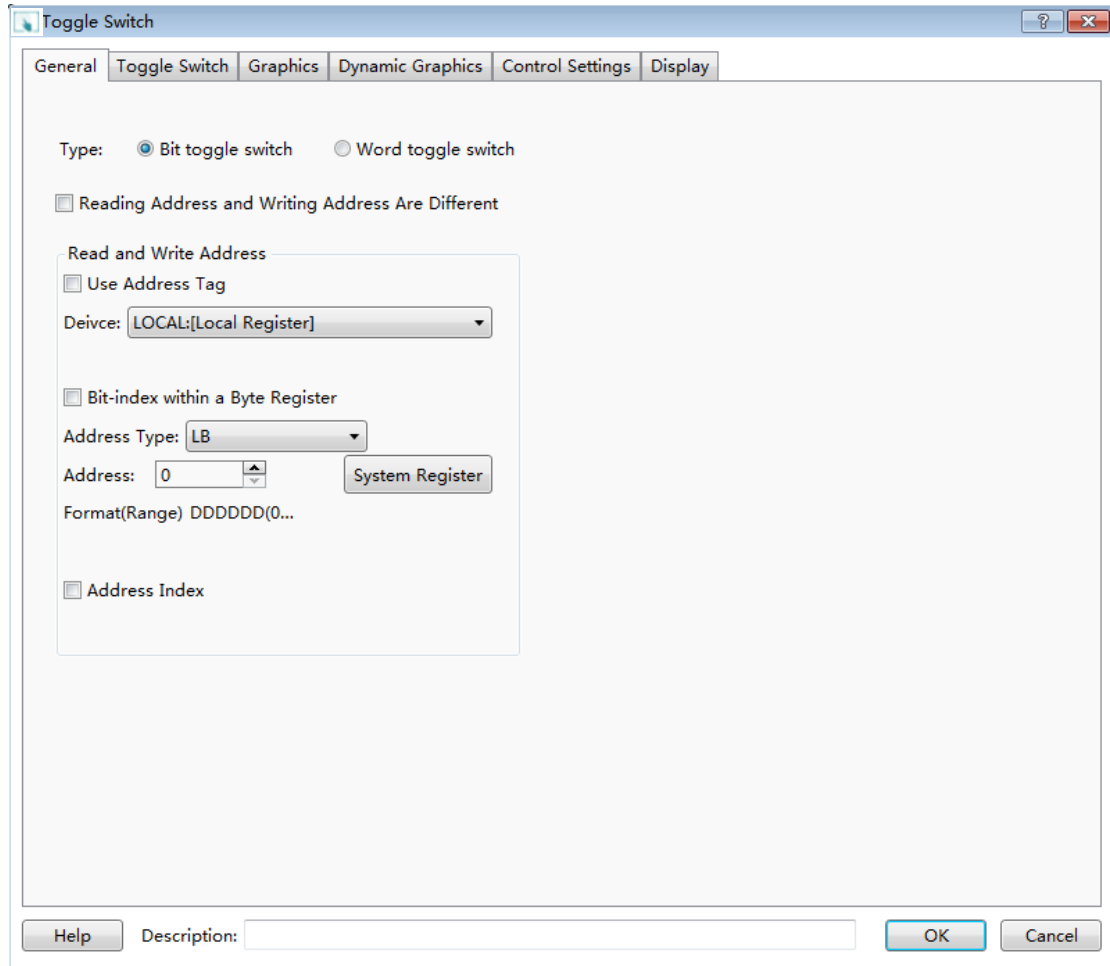 Toggle Switch
General Toggle Switch Graphics Dynamic Graphics Control Settings Display
Type: Bit toggle switch Word toggle switch
Reading Address and Writing Address Are Different
Read and Write Address
Use Address Tag
Deivce: LOCAL:[Local Register]
Bit-index within a Byte Register
Address Type: LB
Address: 0 System Register
Format(Range) DDDDDD(0...
Address Index
Help Description: OK Cancel